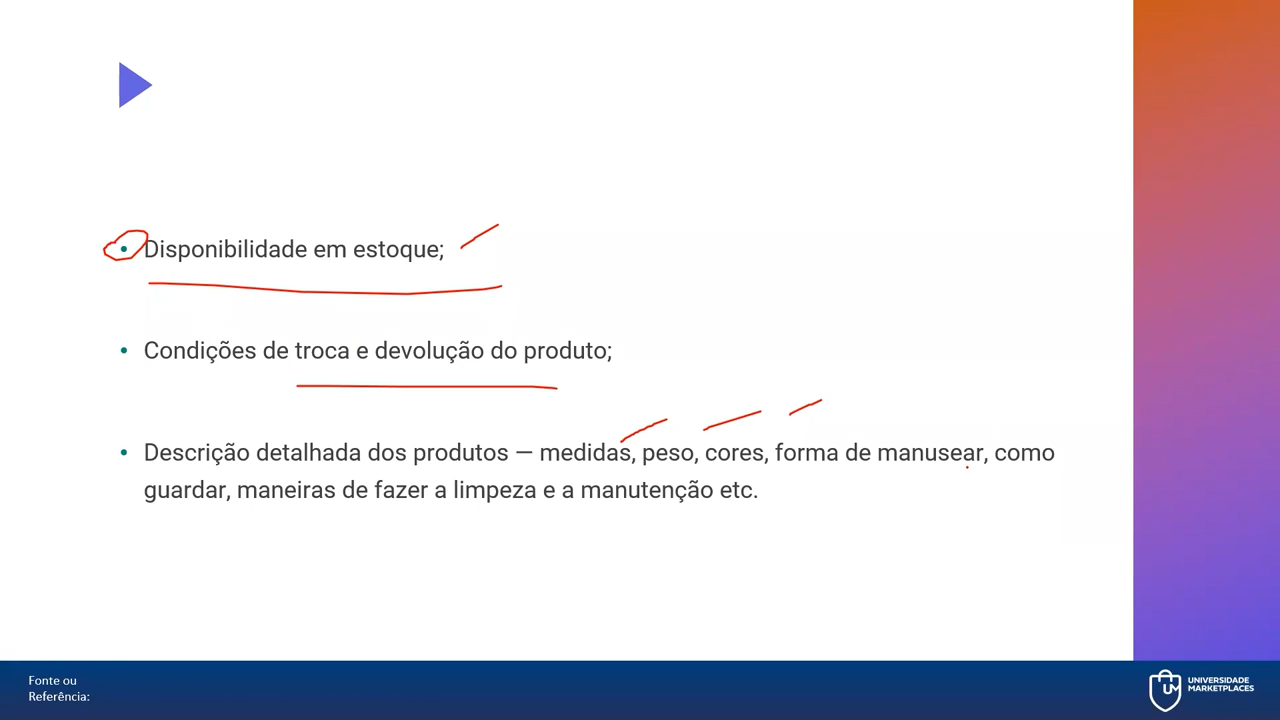 • Disponibilidade em estoque;
• Condições de troca e devolução do produto;
• Descrição detalhada dos produtos — medidas, peso, cores, forma de manusear, como
guardar, maneiras de fazer a limpeza e a manutenção etc.
Fonte ou
Referência:
UM
UNIVERSIDADE
MARKETPLACES